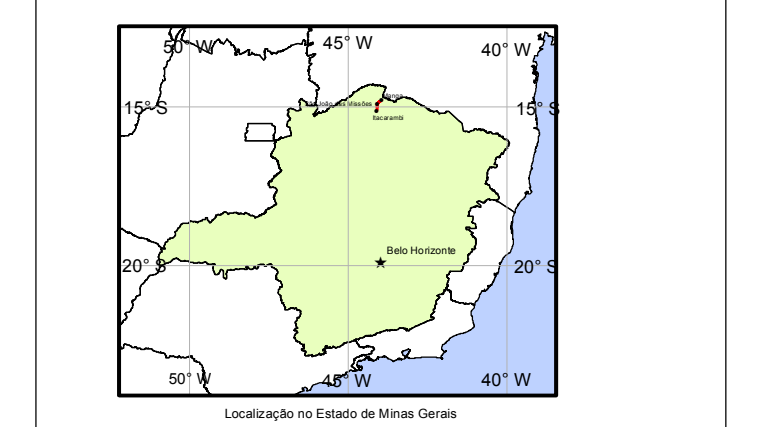 50° W 45° W 40° W
Manga
São João das Missões
15° S 15° S
Itacarambi
Belo Horizonte
20° S 20° S
50° W 45° W 40° W
Localização no Estado de Minas Gerais